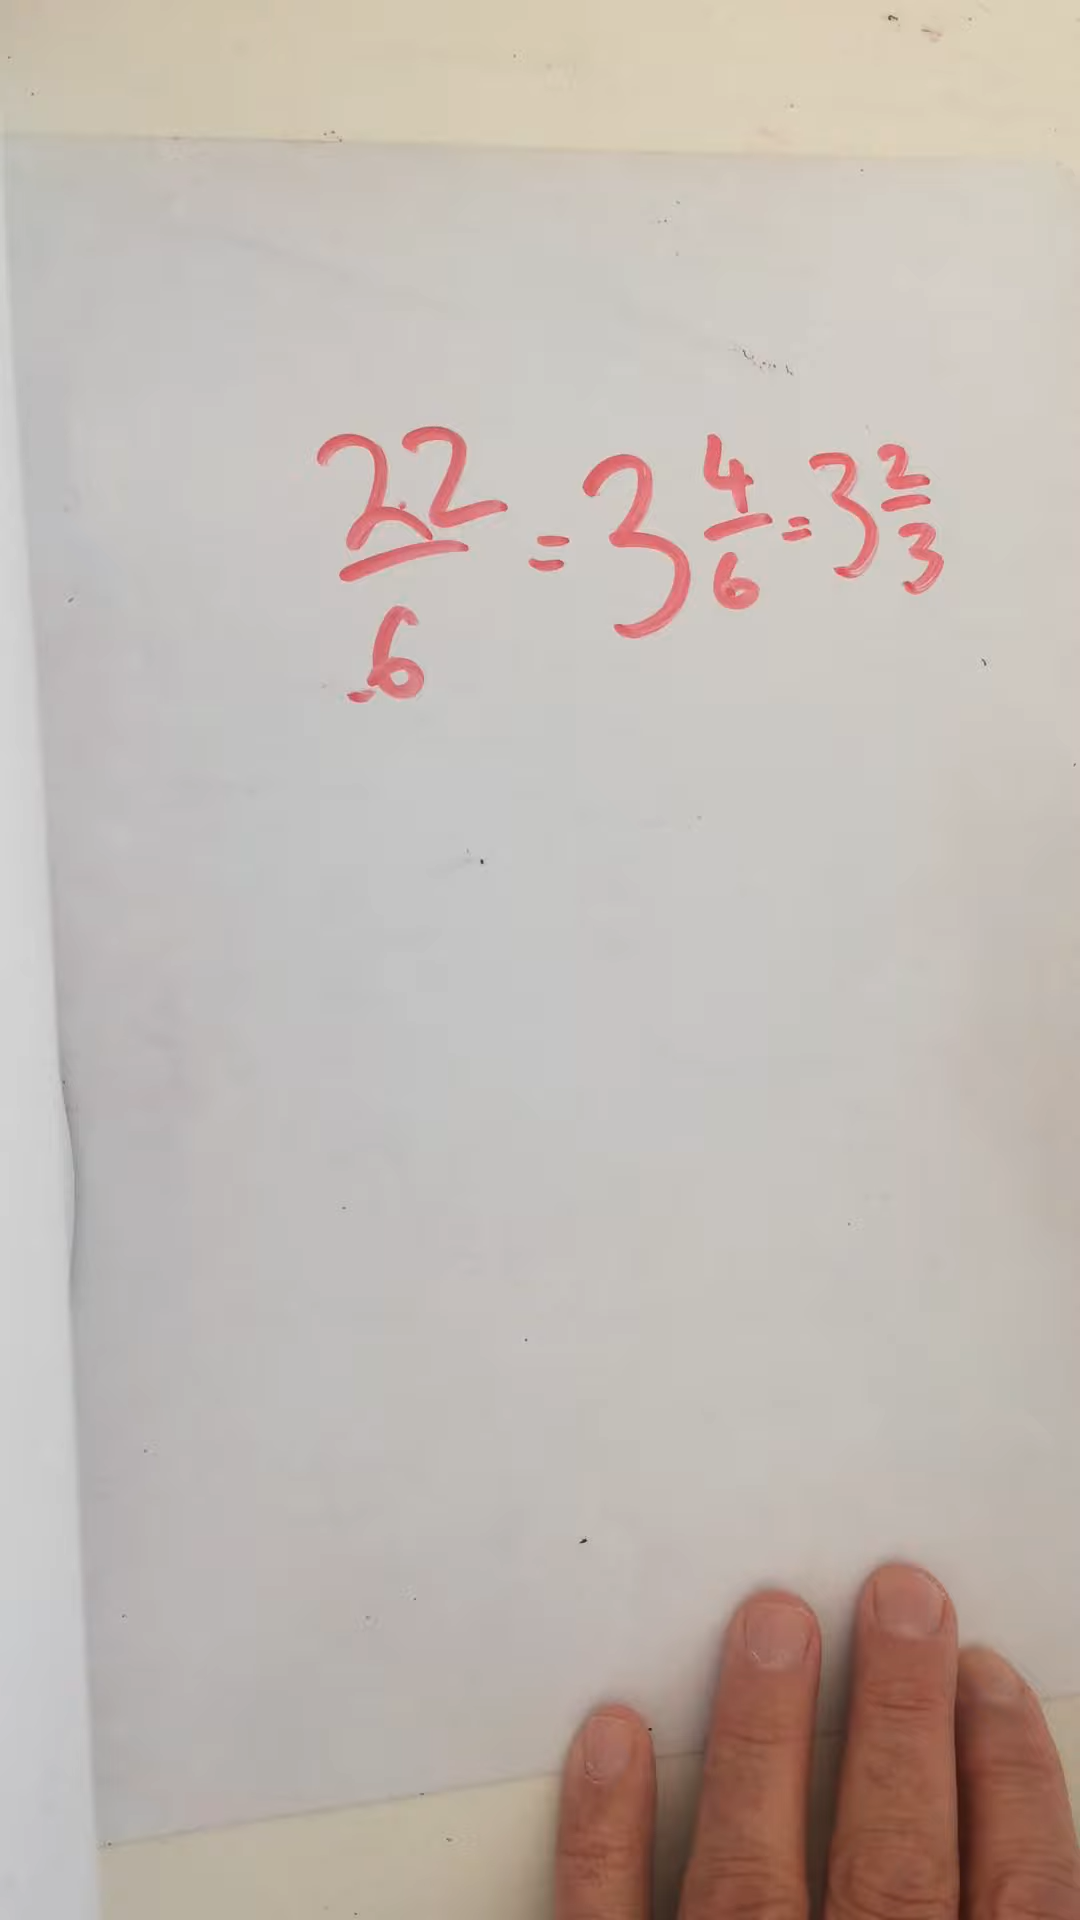 22/6 = 3 4/6 = 3 2/3